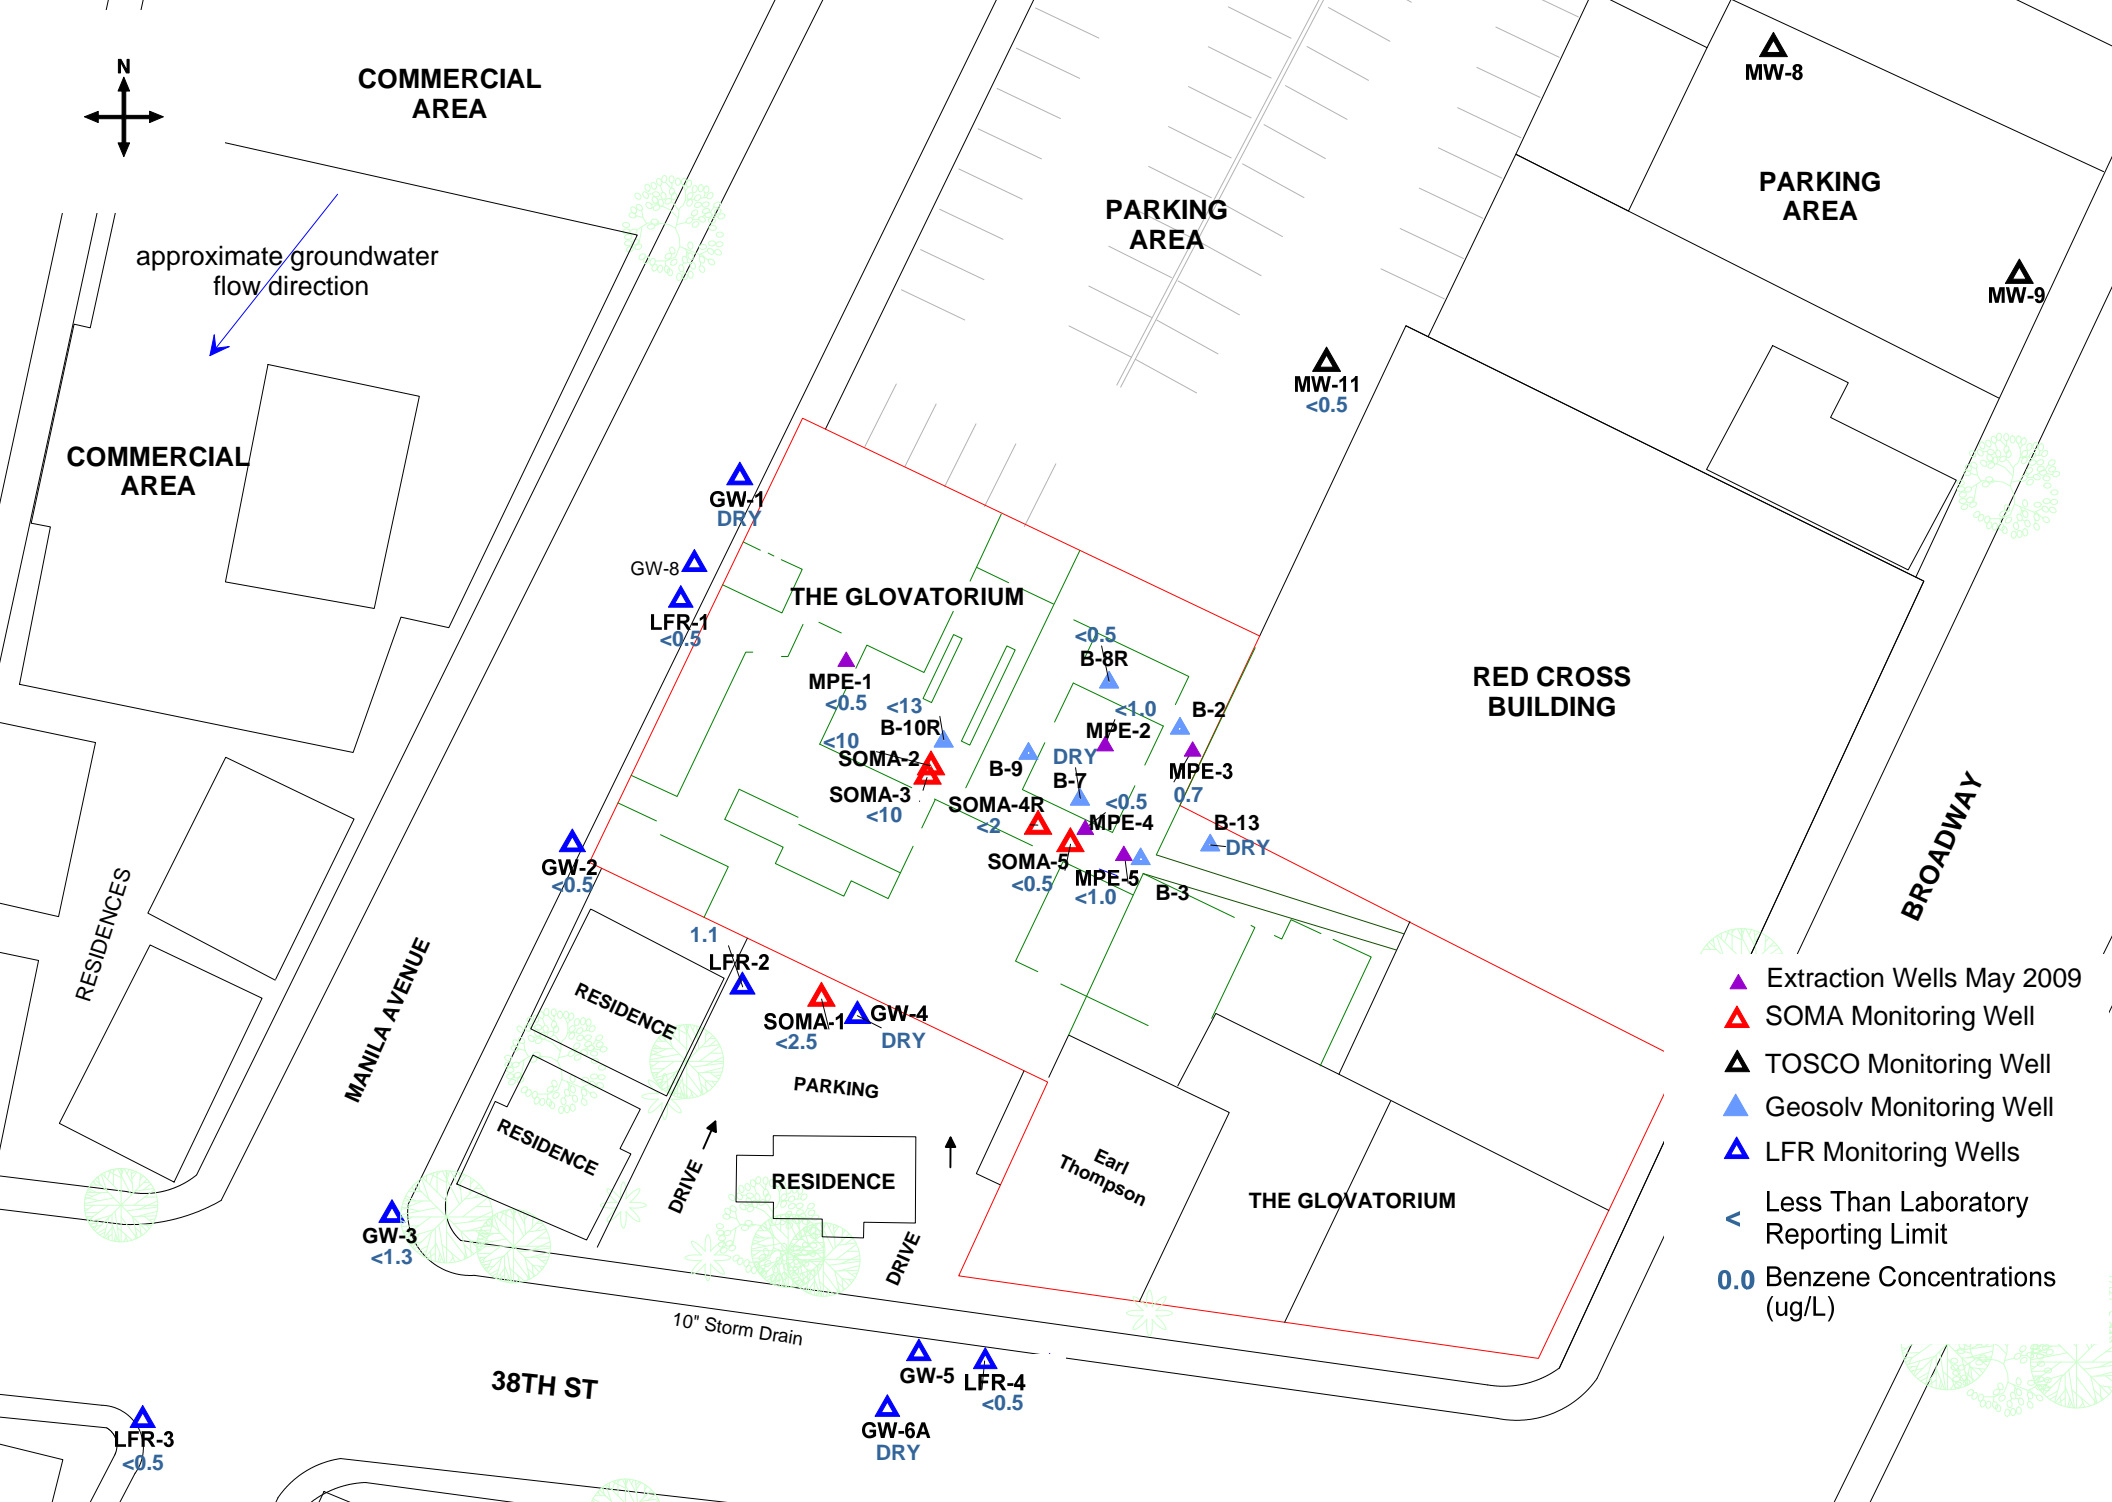 N
COMMERCIAL
AREA
MW-8
PARKING
AREA
PARKING
AREA
approximate groundwater
flow direction
MW-9
MW-11
<0.5
COMMERCIAL
AREA
GW-1
DRY
GW-8
LFR-1
<0.5
THE GLOVATORIUM
<0.5
B-8R
MPE-1
<0.5
<13
B-10R
<10
SOMA-2
SOMA-3
<10
B-9
<1.0
MPE-2
DRY
B-7
B-2
MPE-3
0.7
RED CROSS
BUILDING
SOMA-4R
<2
<0.5
MPE-4
B-13
DRY
SOMA-5
<0.5
MPE-5
<1.0
B-3
GW-2
<0.5
RESIDENCES
MANILA AVENUE
BROADWAY
1.1
LFR-2
RESIDENCE
SOMA-1
<2.5
GW-4
DRY
PARKING
RESIDENCE
DRIVE
RESIDENCE
DRIVE
Earl
Thompson
THE GLOVATORIUM
GW-3
<1.3
10" Storm Drain
38TH ST
GW-5
LFR-4
<0.5
GW-6A
DRY
LFR-3
<0.5
Extraction Wells May 2009
SOMA Monitoring Well
TOSCO Monitoring Well
Geosolv Monitoring Well
LFR Monitoring Wells
< Less Than Laboratory
Reporting Limit
0.0 Benzene Concentrations
(ug/L)